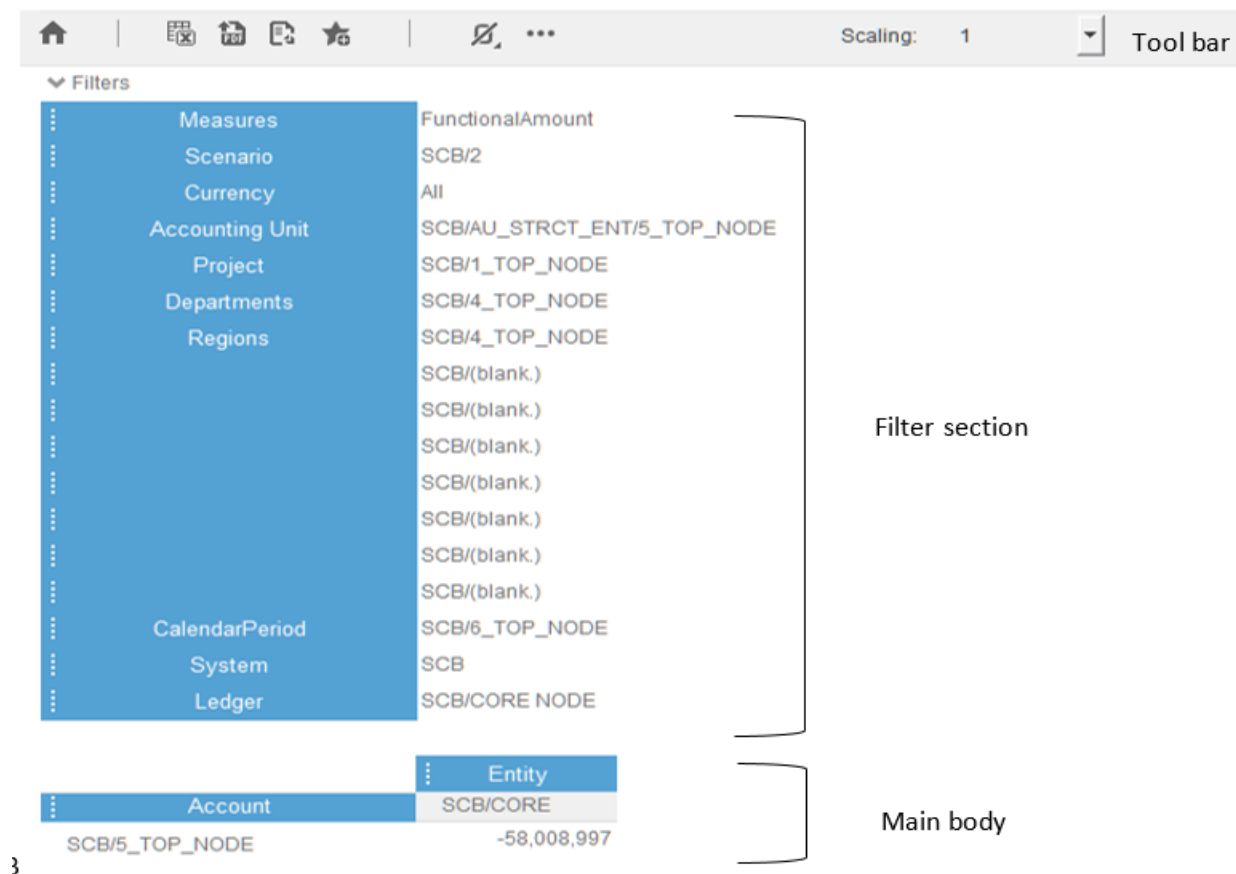 Scaling: 1 Tool bar
Filters
Measures FunctionalAmount
Scenario SCB/2
Currency All
Accounting Unit SCB/AU_STRCT_ENT/5_TOP_NODE
Project SCB/1_TOP_NODE
Departments SCB/4_TOP_NODE
Regions SCB/4_TOP_NODE
SCB/(blank.)
SCB/(blank.)
Filter section
SCB/(blank.)
SCB/(blank.)
SCB/(blank.)
SCB/(blank.)
SCB/(blank.)
CalendarPeriod SCB/6_TOP_NODE
System SCB
Ledger SCB/CORE NODE
Entity
Account SCB/CORE
Main body
SCB/5_TOP_NODE -58,008,997